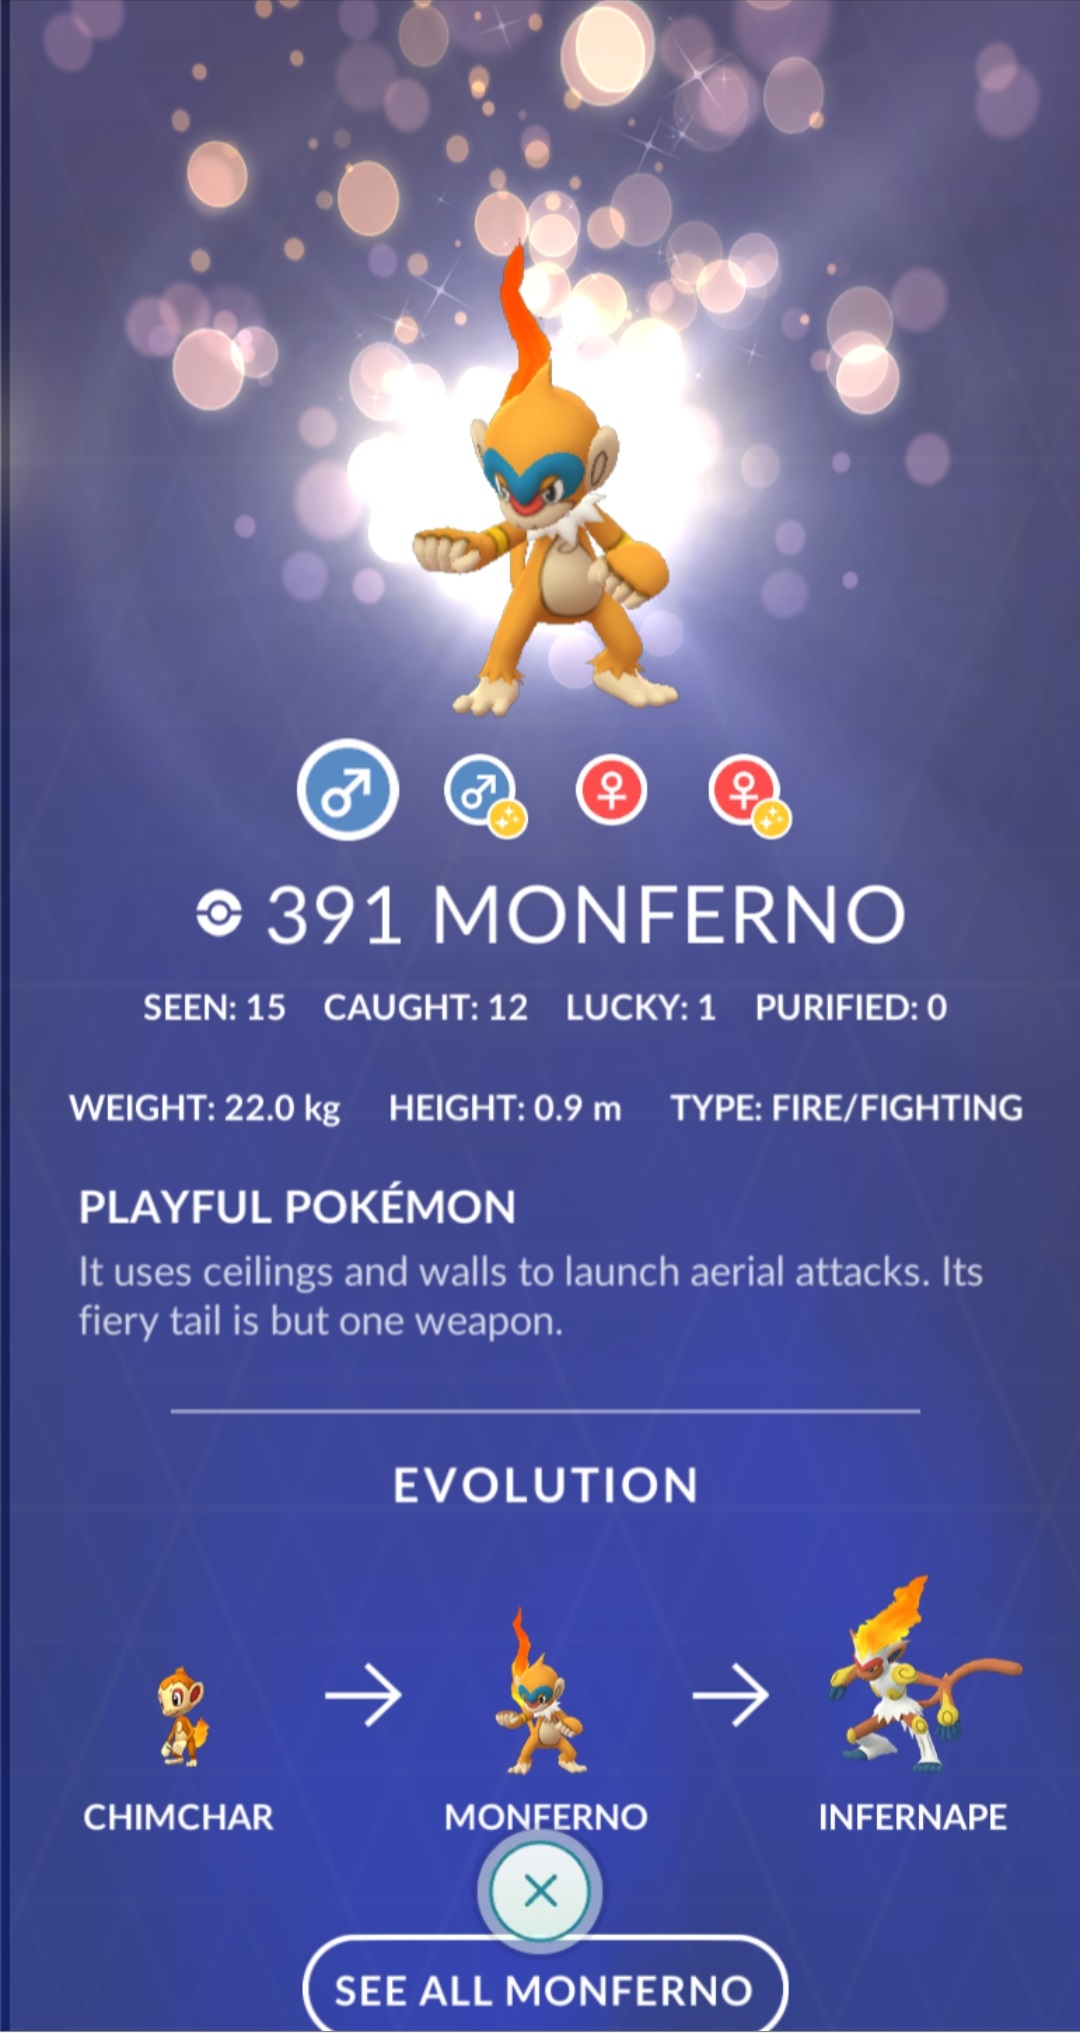 391 MONFERNO
SEEN: 15 CAUGHT: 12 LUCKY: 1 PURIFIED: 0
WEIGHT: 22.0 kg HEIGHT: 0.9 m TYPE: FIRE/FIGHTING
PLAYFUL POKÉMON
It uses ceilings and walls to launch aerial attacks. Its
fiery tail is but one weapon.
EVOLUTION
CHIMCHAR MONFERNO INFERNAPE
SEE ALL MONFERNO